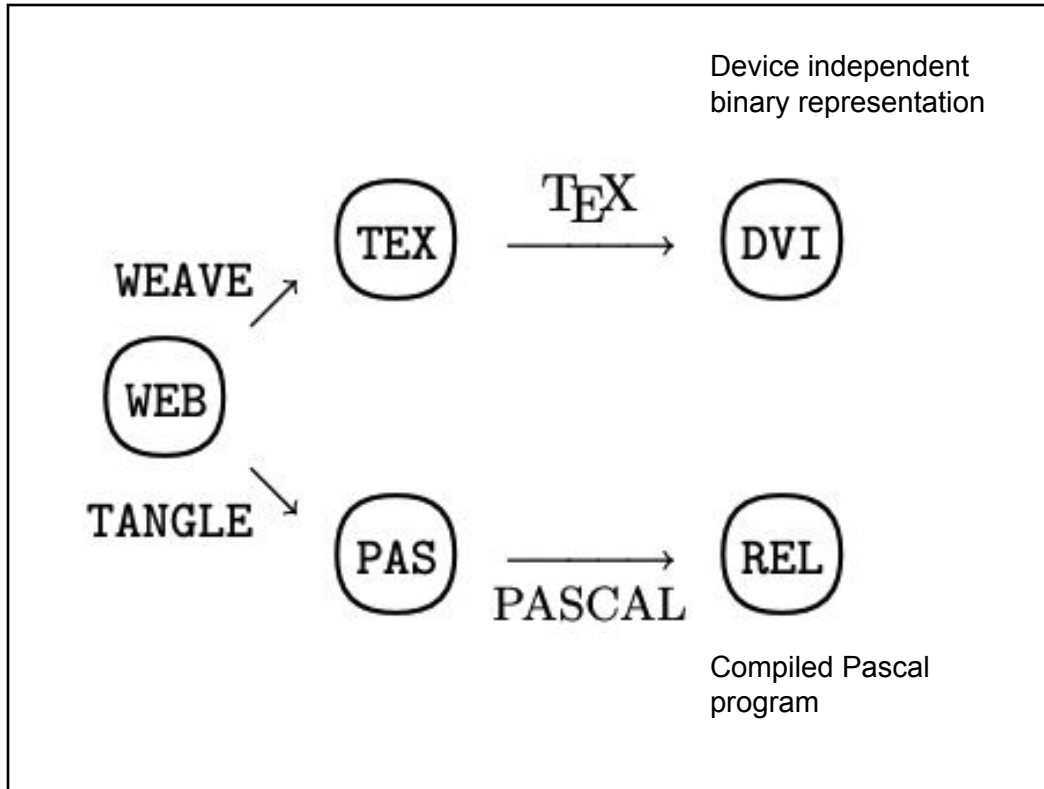 Device independent
binary representation
TEX
TEX
DVI
WEAVE
WEB
TANGLE
PAS
PASCAL
REL
Compiled Pascal
program